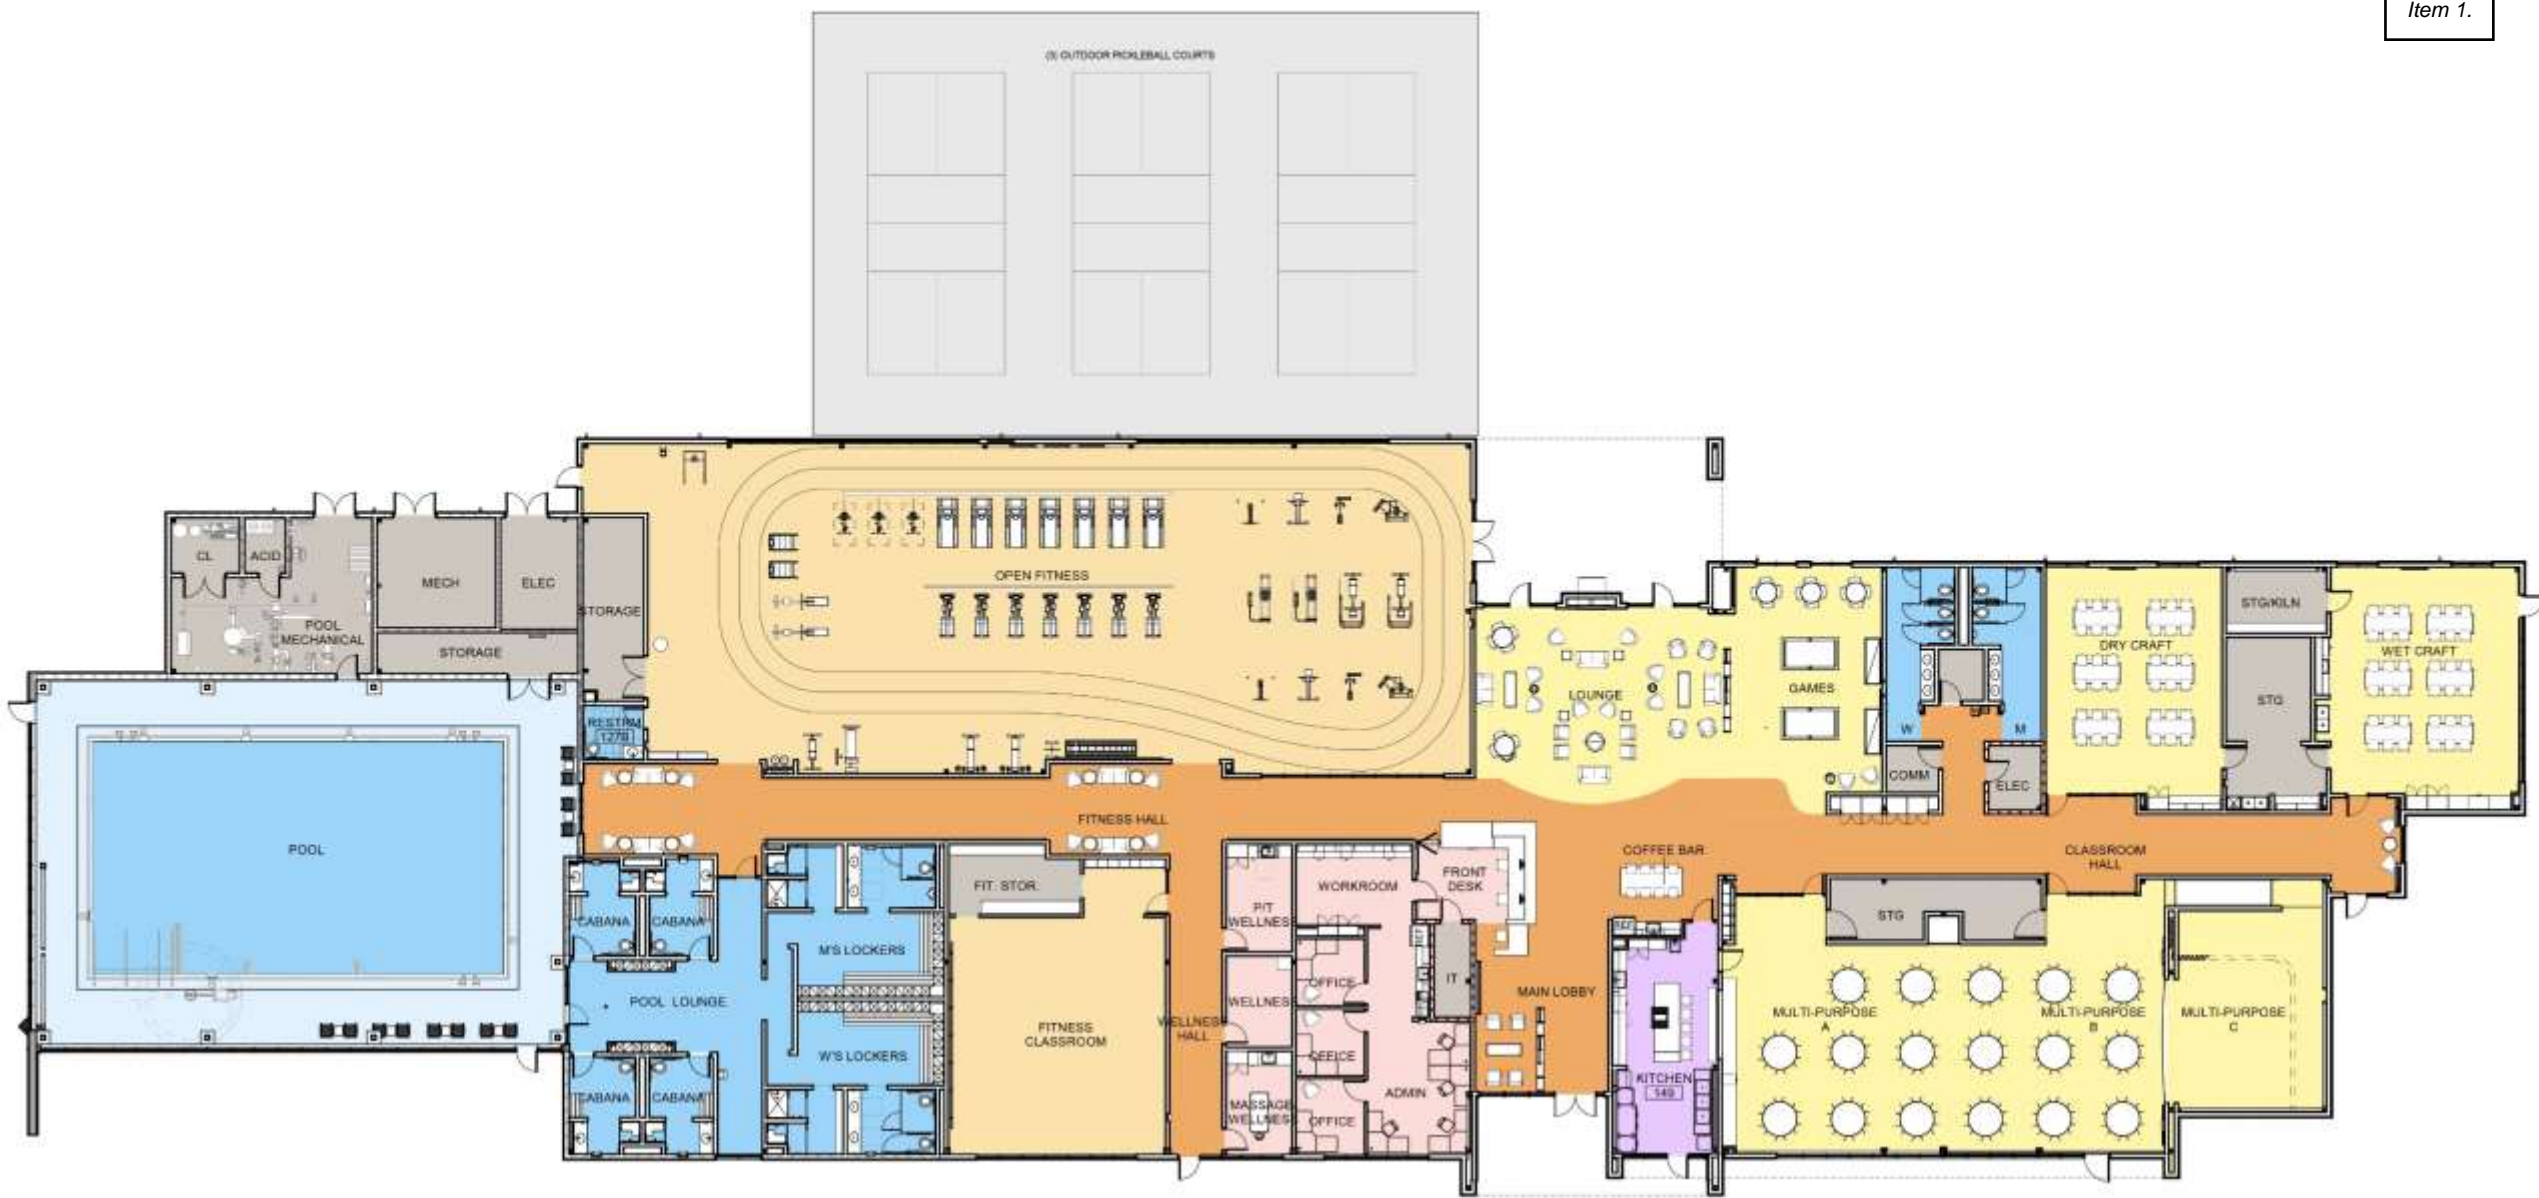 Item 1.
(3) OUTDOOR PICKLEBALL COURTS
CL
ACID
MECH
ELEC
POOL
MECHANICAL
STORAGE
STORAGE
RESTRM
127B
OPEN FITNESS
LOUNGE
GAMES
W
M
COMM
ELEC
DRY CRAFT
STG/KILN
STG
WET CRAFT
POOL
FITNESS HALL
COFFEE BAR
CLASSROOM
HALL
CABANA
CABANA
POOL LOUNGE
CABANA
CABANA
M'S LOCKERS
W'S LOCKERS
FIT. STOR.
FITNESS
CLASSROOM
WELLNESS
HALL
P/T
WELLNESS
WELLNESS
MASSAGE
WELLNESS
WORKROOM
OFFICE
OFFICE
OFFICE
ADMIN
FRONT
DESK
IT
MAIN LOBBY
REF
KITCHEN
149
STG
MULTI-PURPOSE
A
MULTI-PURPOSE
B
MULTI-PURPOSE
C